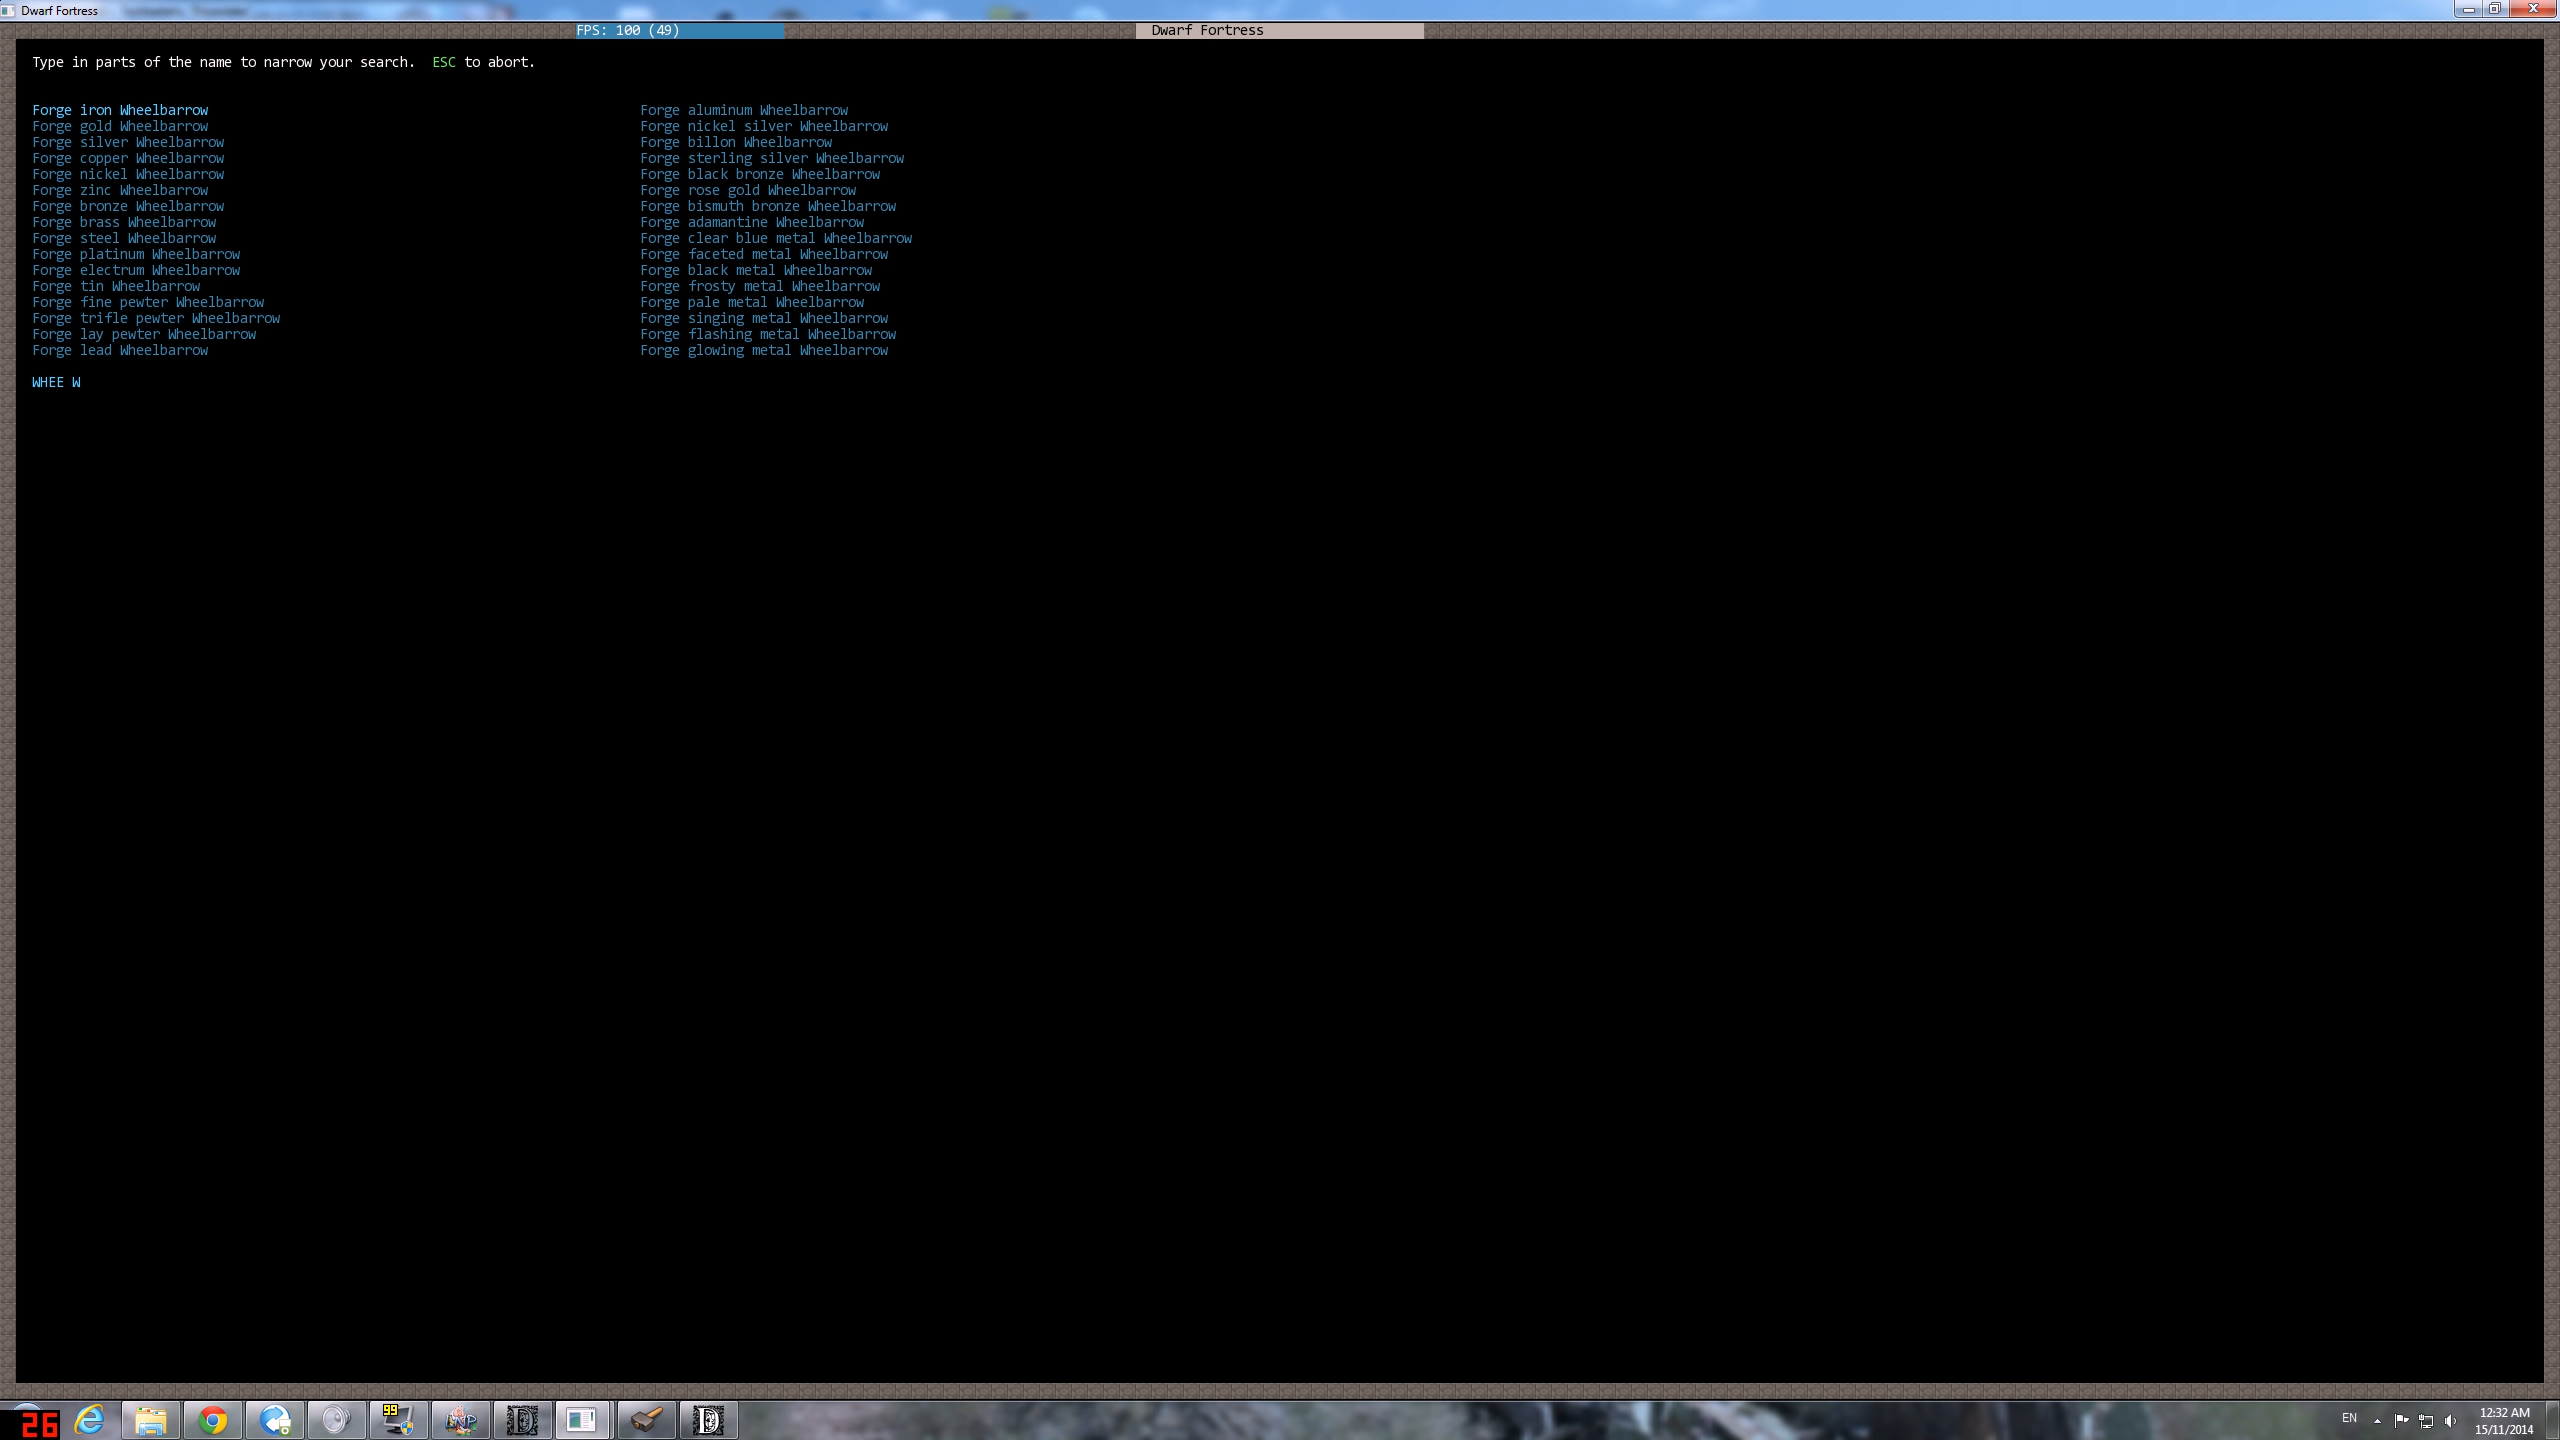 Dwarf Fortress
FPS: 100 (49)
Dwarf Fortress
Type in parts of the name to narrow your search.  ESC to abort.
Forge iron Wheelbarrow
Forge gold Wheelbarrow
Forge silver Wheelbarrow
Forge copper Wheelbarrow
Forge nickel Wheelbarrow
Forge zinc Wheelbarrow
Forge bronze Wheelbarrow
Forge brass Wheelbarrow
Forge steel Wheelbarrow
Forge platinum Wheelbarrow
Forge electrum Wheelbarrow
Forge tin Wheelbarrow
Forge fine pewter Wheelbarrow
Forge trifle pewter Wheelbarrow
Forge lay pewter Wheelbarrow
Forge lead Wheelbarrow
Forge aluminum Wheelbarrow
Forge nickel silver Wheelbarrow
Forge billon Wheelbarrow
Forge sterling silver Wheelbarrow
Forge black bronze Wheelbarrow
Forge rose gold Wheelbarrow
Forge bismuth bronze Wheelbarrow
Forge adamantine Wheelbarrow
Forge clear blue metal Wheelbarrow
Forge faceted metal Wheelbarrow
Forge black metal Wheelbarrow
Forge frosty metal Wheelbarrow
Forge pale metal Wheelbarrow
Forge singing metal Wheelbarrow
Forge flashing metal Wheelbarrow
Forge glowing metal Wheelbarrow
WHEE W
26
99
LNP
D
D
EN
12:32 AM
15/11/2014